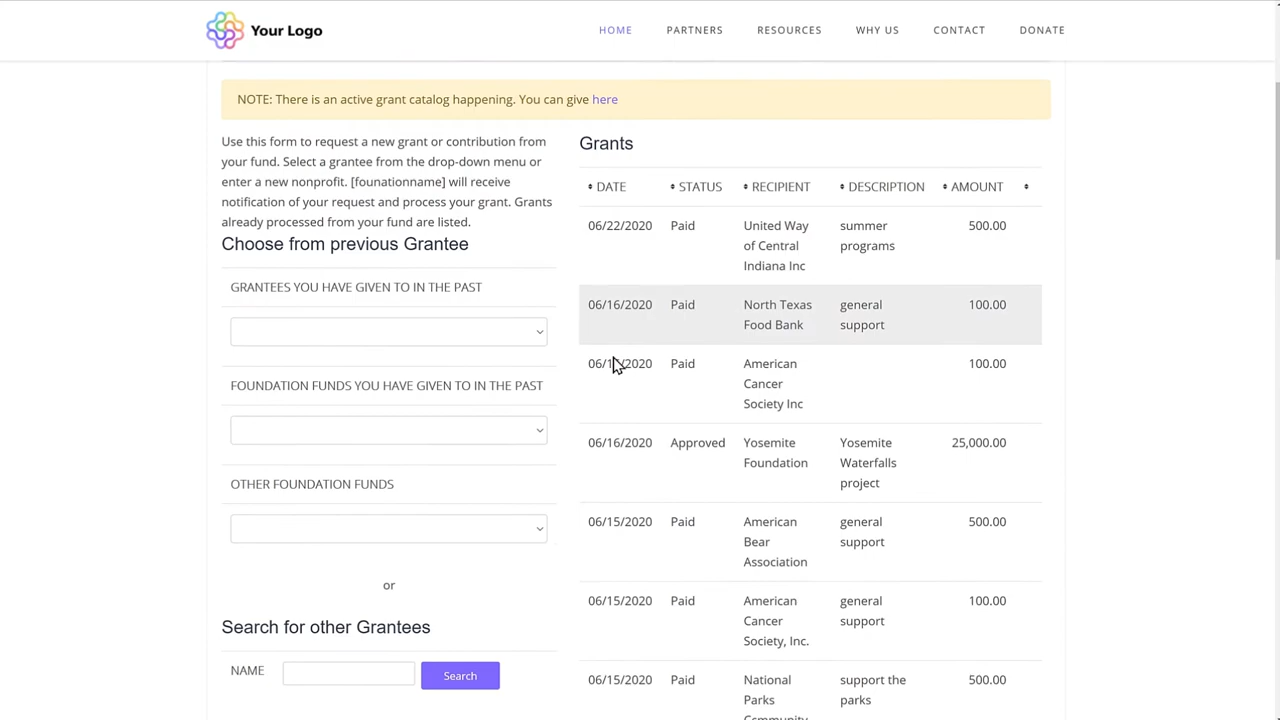 Your Logo
HOME PARTNERS RESOURCES WHY US CONTACT DONATE
NOTE: There is an active grant catalog happening. You can give here
Use this form to request a new grant or contribution from
your fund. Select a grantee from the drop-down menu or
enter a new nonprofit. [founationname] will receive
notification of your request and process your grant. Grants
already processed from your fund are listed.
Choose from previous Grantee
GRANTEES YOU HAVE GIVEN TO IN THE PAST
FOUNDATION FUNDS YOU HAVE GIVEN TO IN THE PAST
OTHER FOUNDATION FUNDS
or
Search for other Grantees
NAME Search
Grants
DATE STATUS RECIPIENT DESCRIPTION AMOUNT
06/22/2020 Paid United Way summer 500.00
of Central programs
Indiana Inc
06/16/2020 Paid North Texas general 100.00
Food Bank support
Paid American 100.00
Cancer
Society Inc
06/16/2020 Approved Yosemite Yosemite 25,000.00
Foundation Waterfalls
project
06/15/2020 Paid American general 500.00
Bear support
Association
06/15/2020 Paid American general 100.00
Cancer support
Society, Inc.
06/15/2020 Paid National support the 500.00
Parks parks
Community